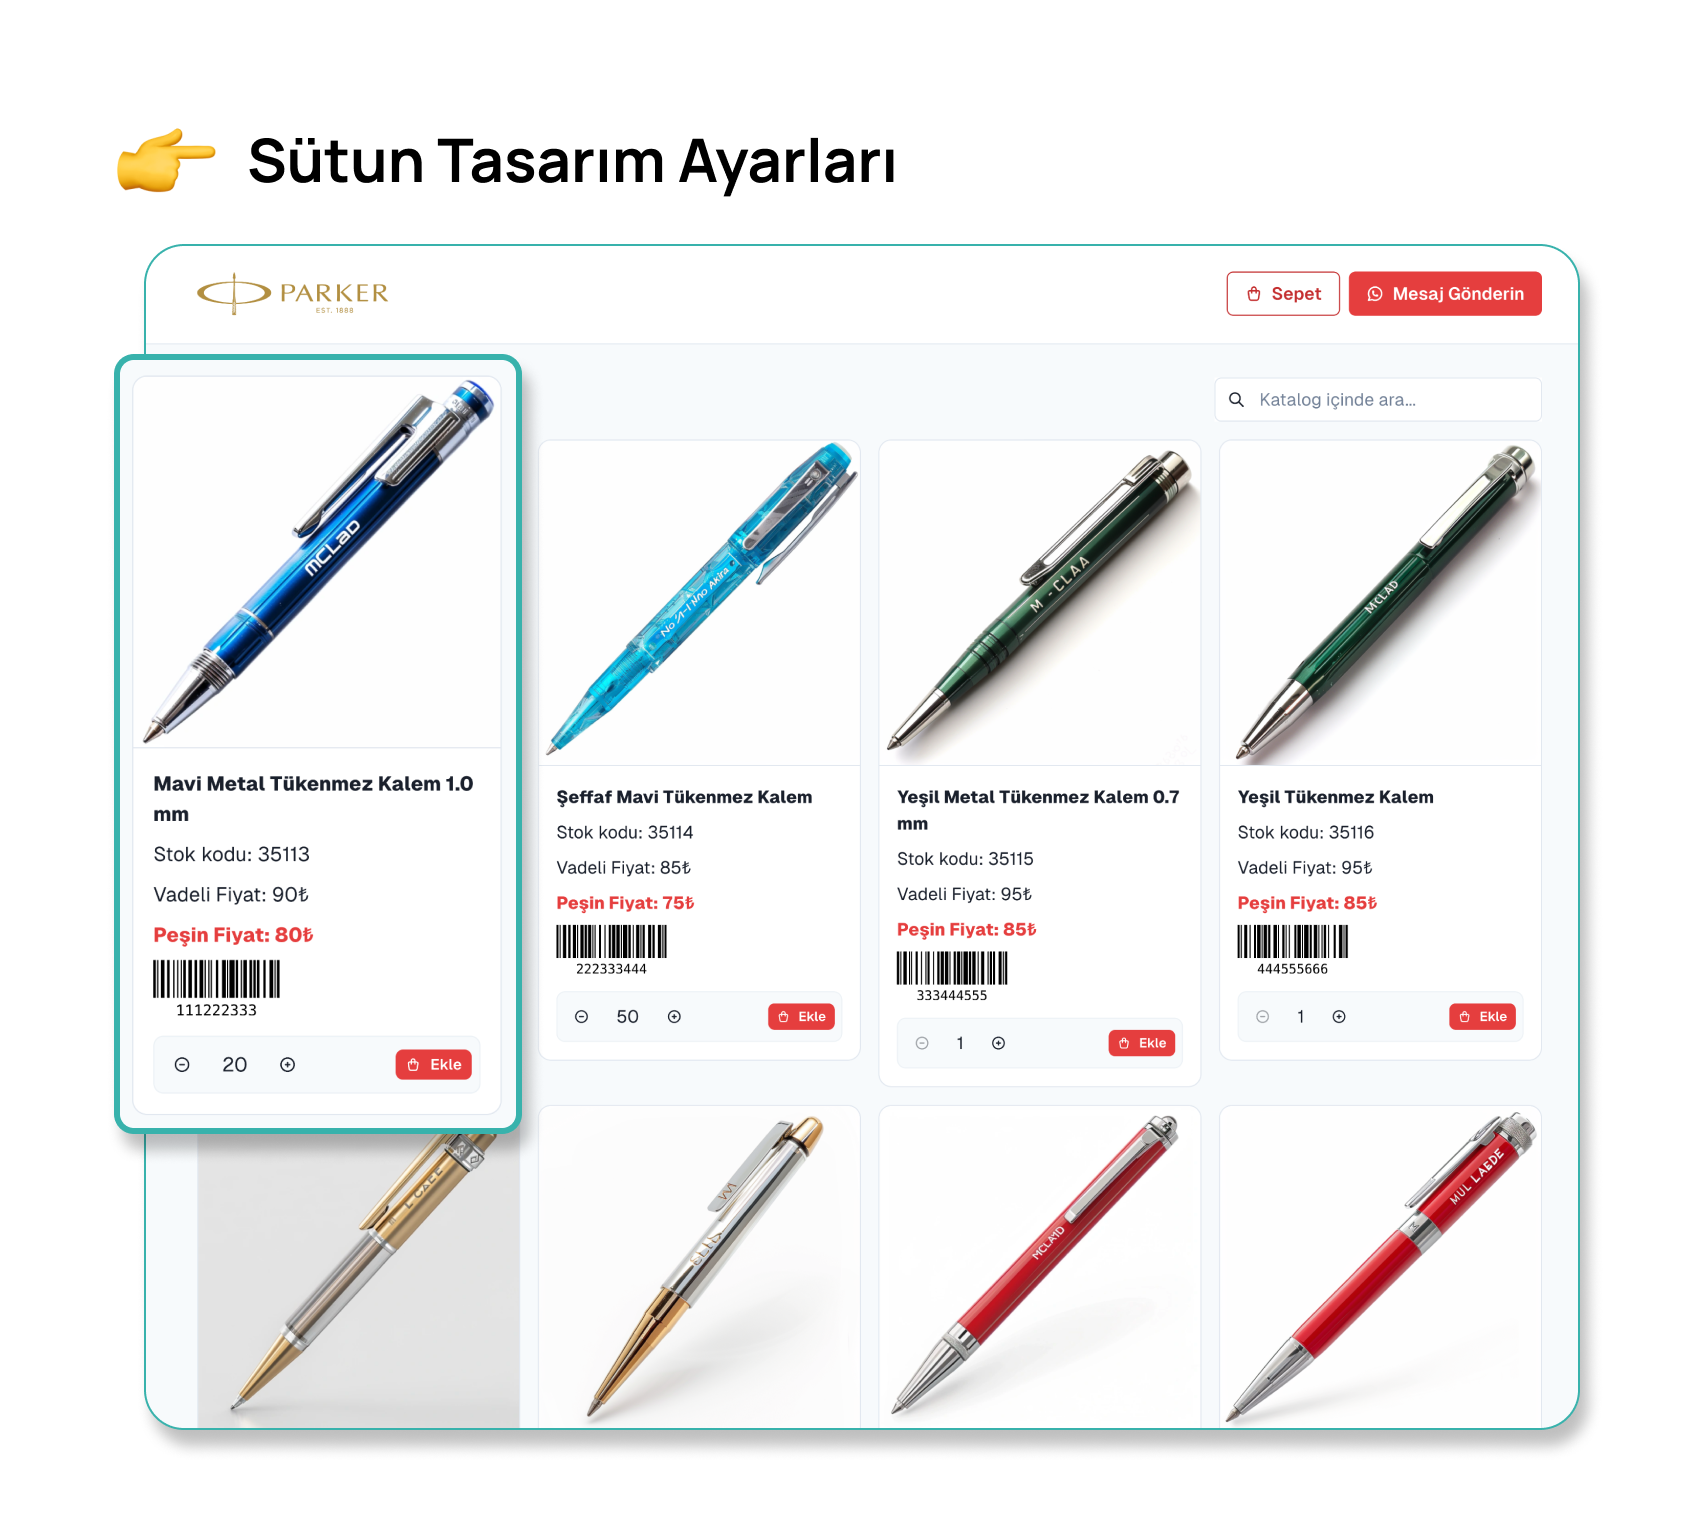 Sütun Tasarım Ayarları
PARKER
EST. 1888
Sepet
Mesaj Gönderin
Katalog içinde ara...
mCLaD
Mavi Metal Tükenmez Kalem 1.0
mm
Stok kodu: 35113
Vadeli Fiyat: 90₺
Peşin Fiyat: 80₺
111222333
20
Ekle
Akira
Şeffaf Mavi Tükenmez Kalem
Stok kodu: 35114
Vadeli Fiyat: 85₺
Peşin Fiyat: 75₺
222333444
50
Ekle
M - CLAA
Yeşil Metal Tükenmez Kalem 0.7
mm
Stok kodu: 35115
Vadeli Fiyat: 95₺
Peşin Fiyat: 85₺
333444555
1
Ekle
MCLAD
Yeşil Tükenmez Kalem
Stok kodu: 35116
Vadeli Fiyat: 95₺
Peşin Fiyat: 85₺
444555666
1
Ekle
MUL LAEDE